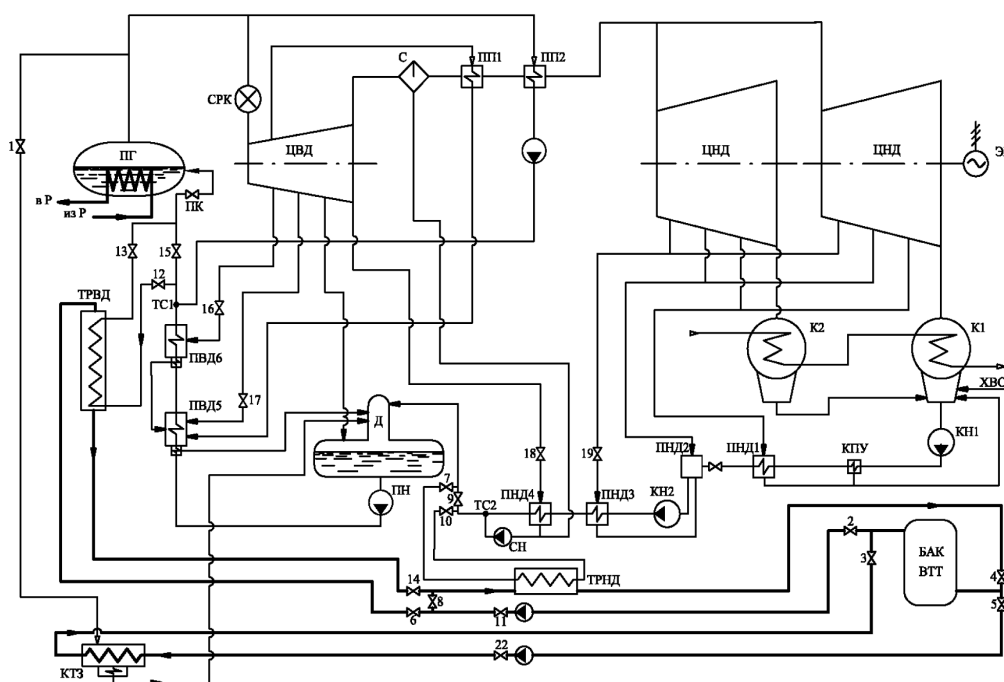 С
ПП1
ПП2
СРК
1
ПГ
ЦВД
ЦНД
ЦНД
Э
в Р
из Р
ПК
13
15
12
ТРВД
ТС1
16
ПВД6
К2
К1
ХВО
ПВД5
17
Д
КН1
18
19
ПНД2
ПНД1
КПУ
7
ПН
9
ТС2
ПНД4
ПНД3
КН2
10
СН
2
БАК
ВТТ
3
14
ТРНД
4
8
5
6
11
22
КТЗ